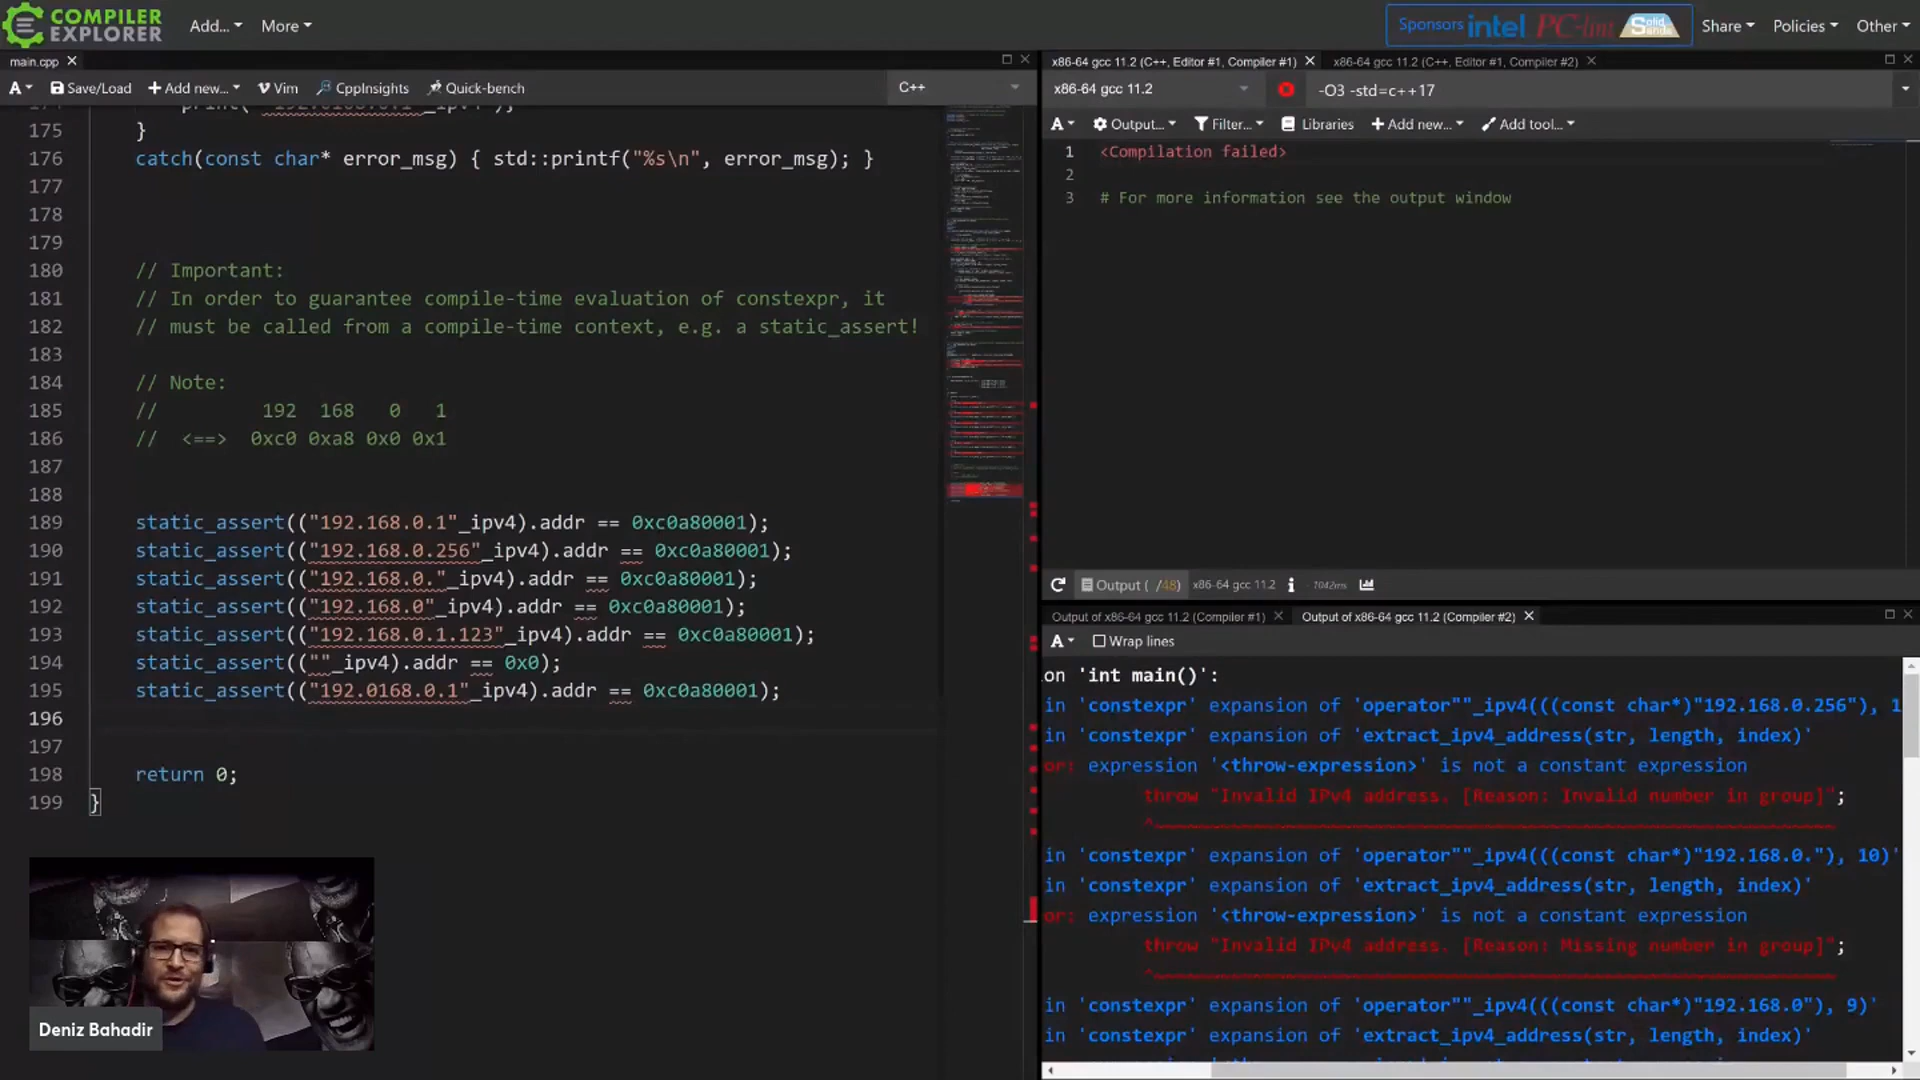 COMPILER
EXPLORER
Add...
More
Sponsors intel PC-lint Solid Sands
Share
Policies
Other
main.cpp
A
Save/Load
Add new...
Vim
CppInsights
Quick-bench
C++
175 }
176 catch(const char* error_msg) { std::printf("%s\n", error_msg); }
177
178
179
180 // Important:
181 // In order to guarantee compile-time evaluation of constexpr, it
182 // must be called from a compile-time context, e.g. a static_assert!
183
184 // Note:
185 // 192 168 0 1
186 // <==> 0xc0 0xa8 0x0 0x1
187
188
189 static_assert(("192.168.0.1"_ipv4).addr == 0xc0a80001);
190 static_assert(("192.168.0.256"_ipv4).addr == 0xc0a80001);
191 static_assert(("192.168.0."_ipv4).addr == 0xc0a80001);
192 static_assert(("192.168.0"_ipv4).addr == 0xc0a80001);
193 static_assert(("192.168.0.1.123"_ipv4).addr == 0xc0a80001);
194 static_assert((""_ipv4).addr == 0x0);
195 static_assert(("192.0168.0.1"_ipv4).addr == 0xc0a80001);
196
197
198 return 0;
199 }
Deniz Bahadir
x86-64 gcc 11.2 (C++, Editor #1, Compiler #1)
x86-64 gcc 11.2 (C++, Editor #1, Compiler #2)
x86-64 gcc 11.2
-O3 -std=c++17
A
Output...
Filter...
Libraries
Add new...
Add tool...
1 <Compilation failed>
2
3 # For more information see the output window
Output ( /48) x86-64 gcc 11.2 i - 1042ms
Output of x86-64 gcc 11.2 (Compiler #1)
Output of x86-64 gcc 11.2 (Compiler #2)
A
Wrap lines
on 'int main()':
in 'constexpr' expansion of 'operator""_ipv4(((const char*)"192.168.0.256"), 1
in 'constexpr' expansion of 'extract_ipv4_address(str, length, index)'
or: expression '<throw-expression>' is not a constant expression
throw "Invalid IPv4 address. [Reason: Invalid number in group]";
^~~~~~~~~~~~~~~~~~~~~~~~~~~~~~~~~~~~~~~~~~~~~~~~~~~~~~~~~
in 'constexpr' expansion of 'operator""_ipv4(((const char*)"192.168.0."), 10)'
in 'constexpr' expansion of 'extract_ipv4_address(str, length, index)'
or: expression '<throw-expression>' is not a constant expression
throw "Invalid IPv4 address. [Reason: Missing number in group]";
^~~~~~~~~~~~~~~~~~~~~~~~~~~~~~~~~~~~~~~~~~~~~~~~~~~~~~~~~
in 'constexpr' expansion of 'operator""_ipv4(((const char*)"192.168.0"), 9)'
in 'constexpr' expansion of 'extract_ipv4_address(str, length, index)'